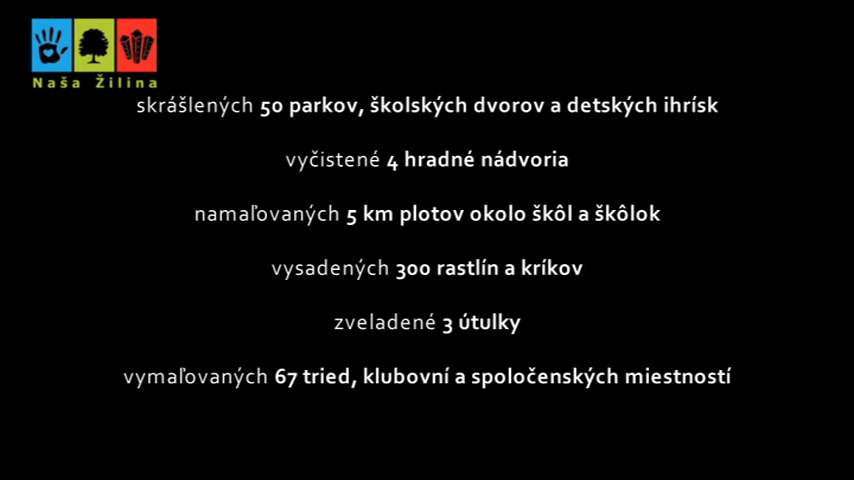 Naša Žilina
skrášlených 50 parkov, školských dvorov a detských ihrísk
vyčistené 4 hradné nádvoria
namaľovaných 5 km plotov okolo škôl a škôlok
vysadených 300 rastlín a kríkov
zveladené 3 útulky
vymaľovaných 67 tried, klubovní a spoločenských miestností